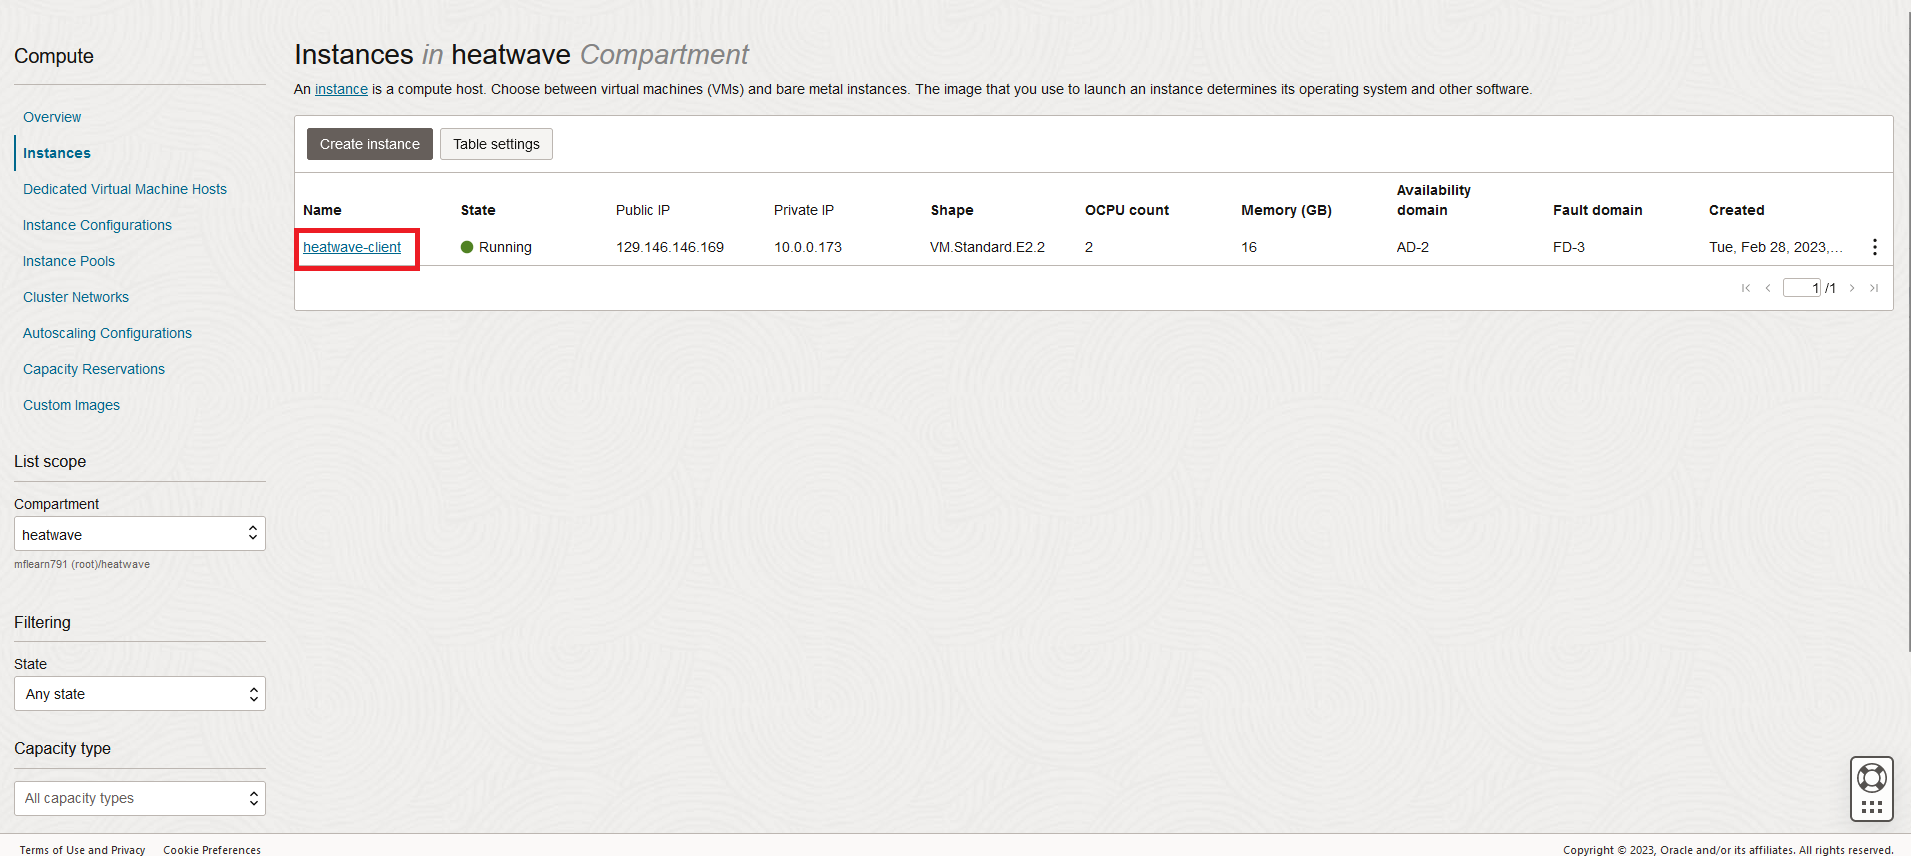 Compute
Overview
Instances
Dedicated Virtual Machine Hosts
Instance Configurations
Instance Pools
Cluster Networks
Autoscaling Configurations
Capacity Reservations
Custom Images
List scope
Compartment
heatwave
mflearn791 (root)/heatwave
Filtering
State
Any state
Capacity type
All capacity types
Instances in heatwave Compartment
An instance is a compute host. Choose between virtual machines (VMs) and bare metal instances. The image that you use to launch an instance determines its operating system and other software.
Create instance Table settings
Name State Public IP Private IP Shape OCPU count Memory (GB) Availability domain Fault domain Created
heatwave-client Running 129.146.146.169 10.0.0.173 VM.Standard.E2.2 2 16 AD-2 FD-3 Tue, Feb 28, 2023,...
1 /1
Terms of Use and Privacy Cookie Preferences
Copyright © 2023, Oracle and/or its affiliates. All rights reserved.